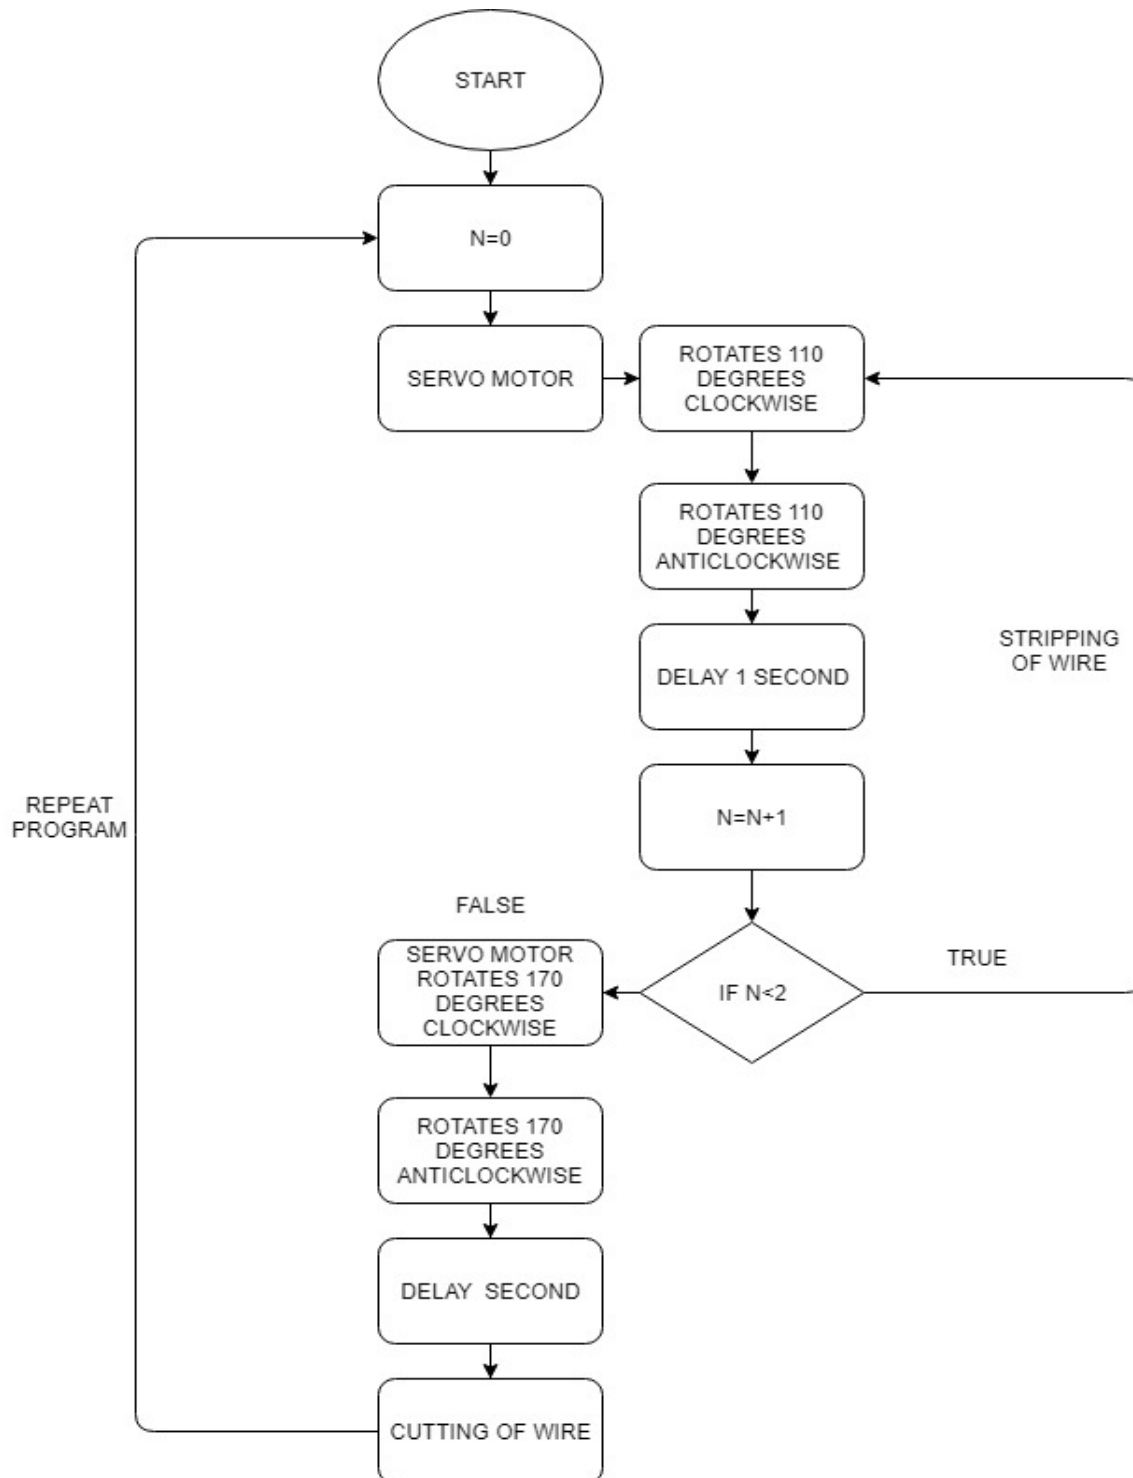 START
N=0
SERVO MOTOR
ROTATES 110
DEGREES
CLOCKWISE
ROTATES 110
DEGREES
ANTICLOCKWISE
DELAY 1 SECOND
STRIPPING
OF WIRE
N=N+1
REPEAT
PROGRAM
IF N<2
TRUE
FALSE
SERVO MOTOR
ROTATES 170
DEGREES
CLOCKWISE
ROTATES 170
DEGREES
ANTICLOCKWISE
DELAY  SECOND
CUTTING OF WIRE